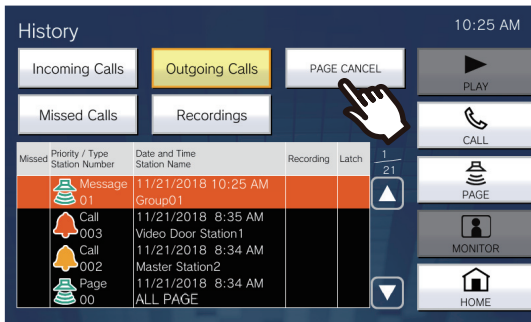 History
10:25 AM
Incoming Calls
Outgoing Calls
PAGE CANCEL
PLAY
Missed Calls
Recordings
CALL
Missed
Priority / Type
Station Number
Date and Time
Station Name
Recording
Latch
1
21
Message 11/21/2018 10:25 AM
01 Group01
PAGE
Call 11/21/2018 8:35 AM
003 Video Door Station1
Call 11/21/2018 8:34 AM
002 Master Station2
MONITOR
Page 11/21/2018 8:34 AM
00 ALL PAGE
HOME